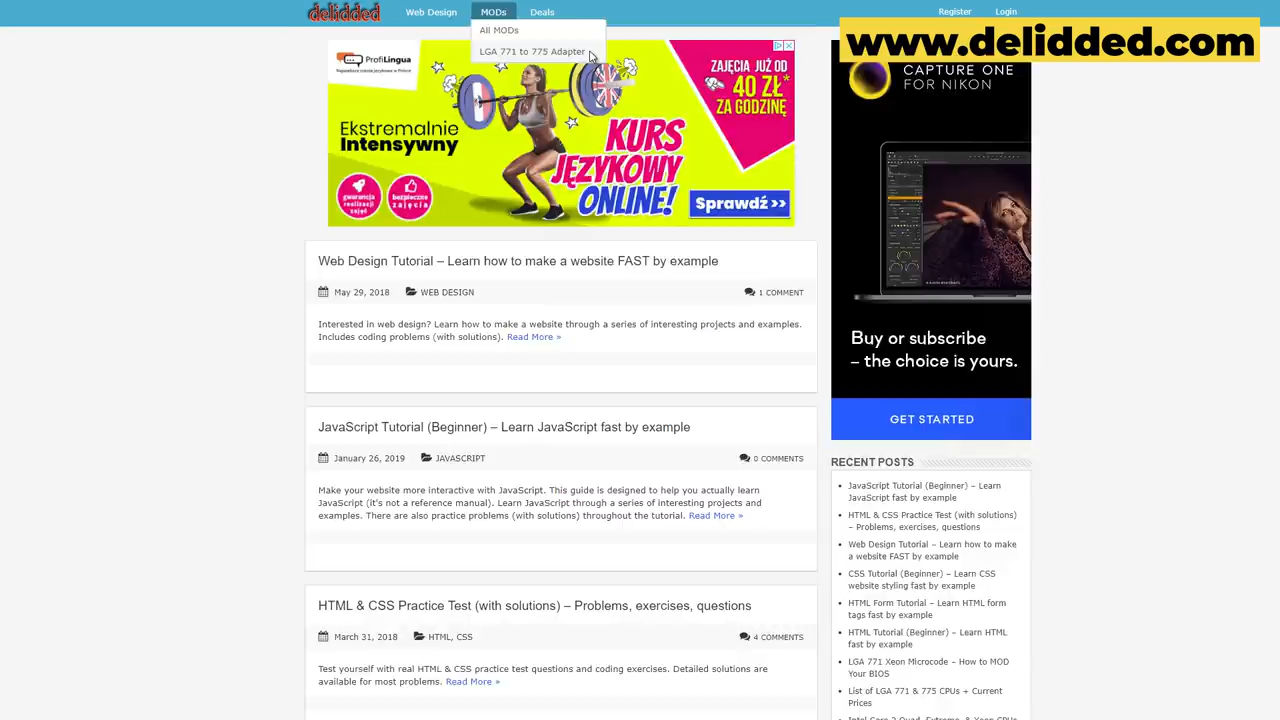 delidded
Web Design
MODs
Deals
Register
Login
All MODs
LGA 771 to 775 Adapter
www.delidded.com
ProfiLingua
Ekstremalnie
Intensywny
gwarancja
realizacji
zajęć
bezpieczne
zajęcia
KURS
JĘZYKOWY
ONLINE!
ZAJĘCIA JUŻ OD
40 ZŁ*
ZA GODZINĘ
Sprawdź >>
CAPTURE ONE
FOR NIKON
Buy or subscribe
– the choice is yours.
GET STARTED
Web Design Tutorial – Learn how to make a website FAST by example
May 29, 2018
WEB DESIGN
1 COMMENT
Interested in web design? Learn how to make a website through a series of interesting projects and examples.
Includes coding problems (with solutions). Read More »
JavaScript Tutorial (Beginner) – Learn JavaScript fast by example
January 26, 2019
JAVASCRIPT
0 COMMENTS
Make your website more interactive with JavaScript. This guide is designed to help you actually learn
JavaScript (it's not a reference manual). Learn JavaScript through a series of interesting projects and
examples. There are also practice problems (with solutions) throughout the tutorial. Read More »
HTML & CSS Practice Test (with solutions) – Problems, exercises, questions
March 31, 2018
HTML, CSS
4 COMMENTS
Test yourself with real HTML & CSS practice test questions and coding exercises. Detailed solutions are
available for most problems. Read More »
RECENT POSTS
JavaScript Tutorial (Beginner) – Learn
JavaScript fast by example
HTML & CSS Practice Test (with solutions)
– Problems, exercises, questions
Web Design Tutorial – Learn how to make
a website FAST by example
CSS Tutorial (Beginner) – Learn CSS
website styling fast by example
HTML Form Tutorial – Learn HTML form
tags fast by example
HTML Tutorial (Beginner) – Learn HTML
fast by example
LGA 771 Xeon Microcode – How to MOD
Your BIOS
List of LGA 771 & 775 CPUs + Current
Prices
Intel Core 2 Quad, Extreme, & Xeon CPUs